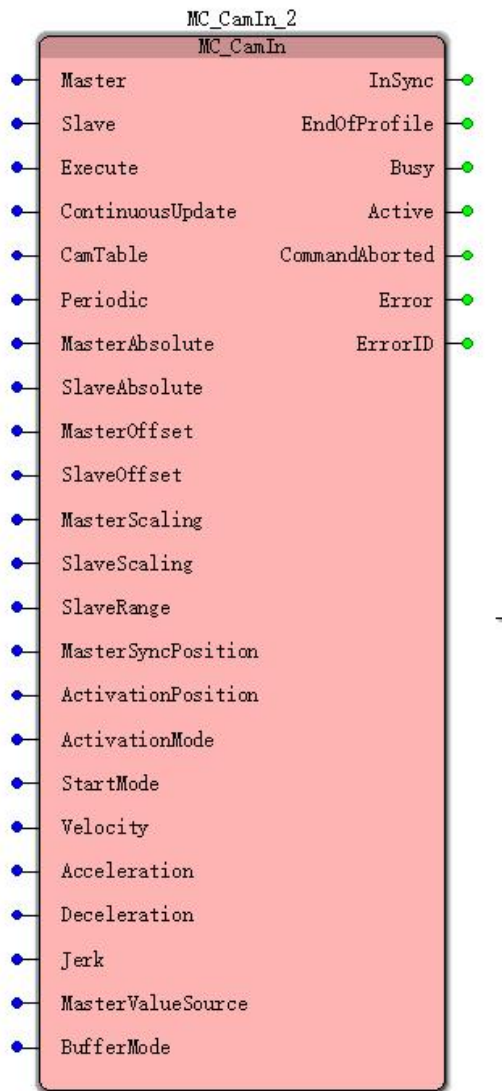 MC_CamIn_2
MC_CamIn
Master InSync
Slave EndOfProfile
Execute Busy
ContinuousUpdate Active
CamTable CommandAborted
Periodic Error
MasterAbsolute ErrorID
SlaveAbsolute
MasterOffset
SlaveOffset
MasterScaling
SlaveScaling
SlaveRange
MasterSyncPosition
ActivationPosition
ActivationMode
StartMode
Velocity
Acceleration
Deceleration
Jerk
MasterValueSource
BufferMode